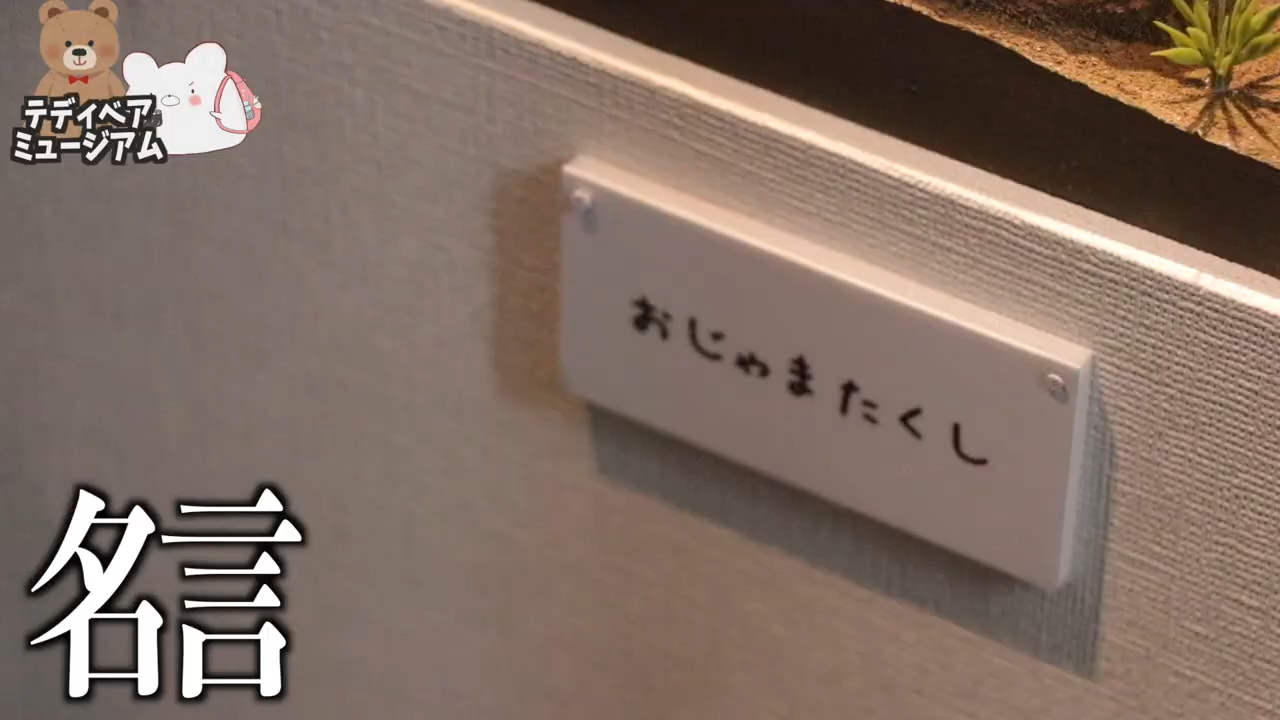 テディベア
ミュージアム
おじゃまたくし
名言